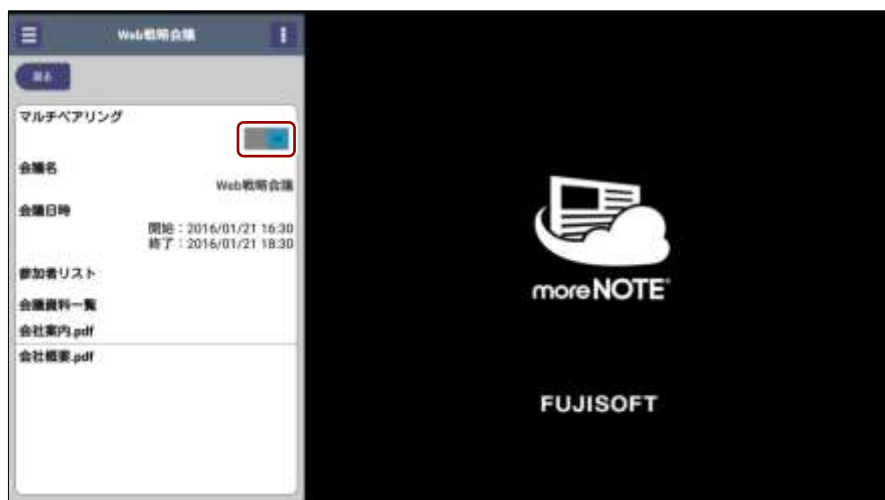 Web戦略会議
戻る
マルチペアリング
会議名
Web戦略会議
会議日時
開始：2016/01/21 16:30
終了：2016/01/21 18:30
参加者リスト
会議資料一覧
会社案内.pdf
会社概要.pdf
moreNOTE
FUJISOFT